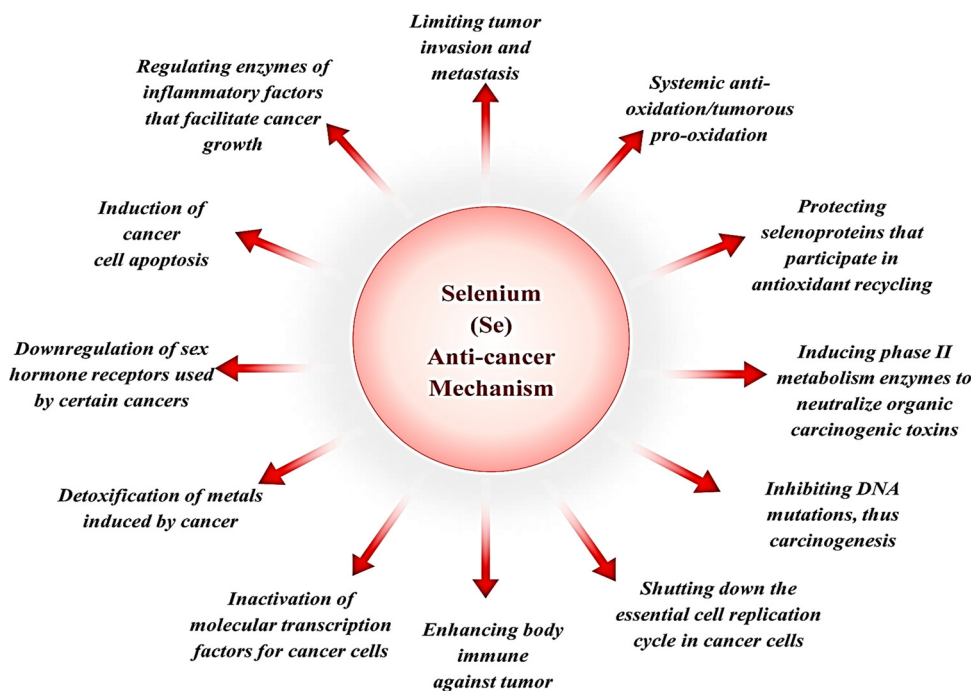 Limiting tumor
invasion and
metastasis
Systemic anti-
oxidation/tumorous
pro-oxidation
Protecting
selenoproteins that
participate in
antioxidant recycling
Inducing phase II
metabolism enzymes to
neutralize organic
carcinogenic toxins
Inhibiting DNA
mutations, thus
carcinogenesis
Shutting down the
essential cell replication
cycle in cancer cells
Enhancing body
immune
against tumor
Inactivation of
molecular transcription
factors for cancer cells
Detoxification of metals
induced by cancer
Downregulation of sex
hormone receptors used
by certain cancers
Induction of
cancer
cell apoptosis
Regulating enzymes of
inflammatory factors
that facilitate cancer
growth
Selenium
(Se)
Anti-cancer
Mechanism